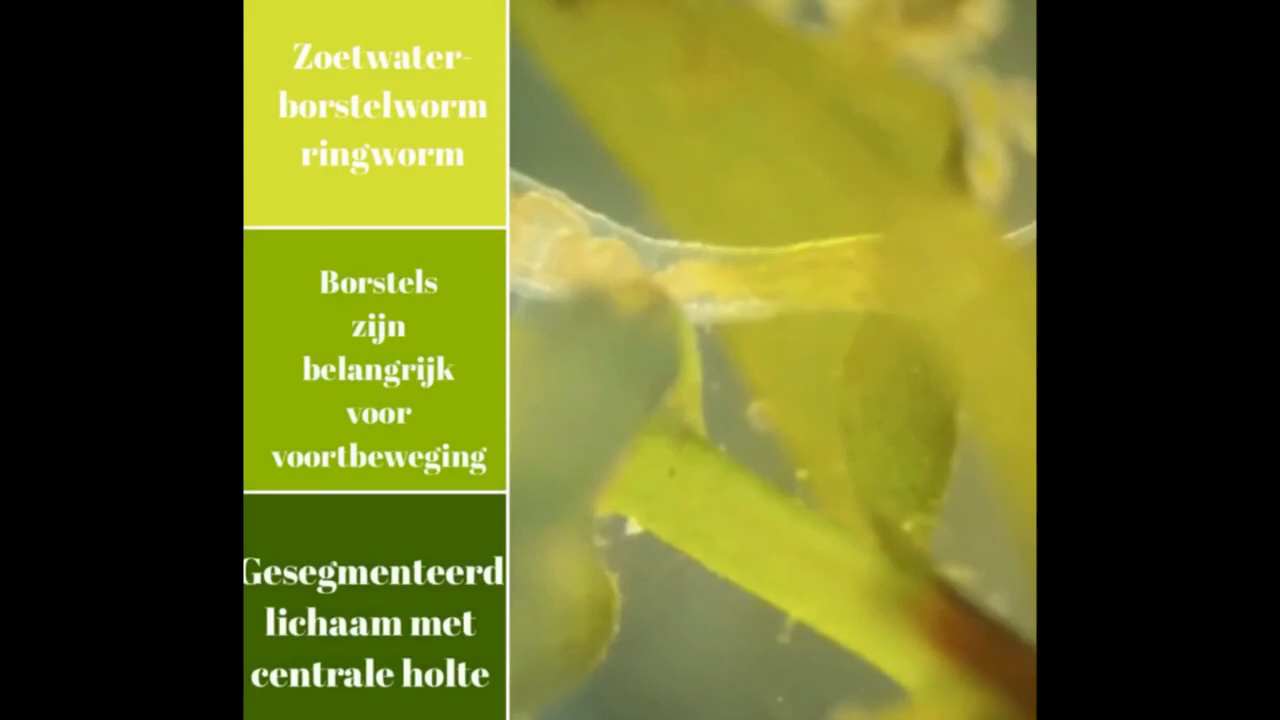 Zoetwater-
borstelworm
ringworm
Borstels
zijn
belangrijk
voor
voortbeweging
Gesegmenteerd
lichaam met
centrale holte